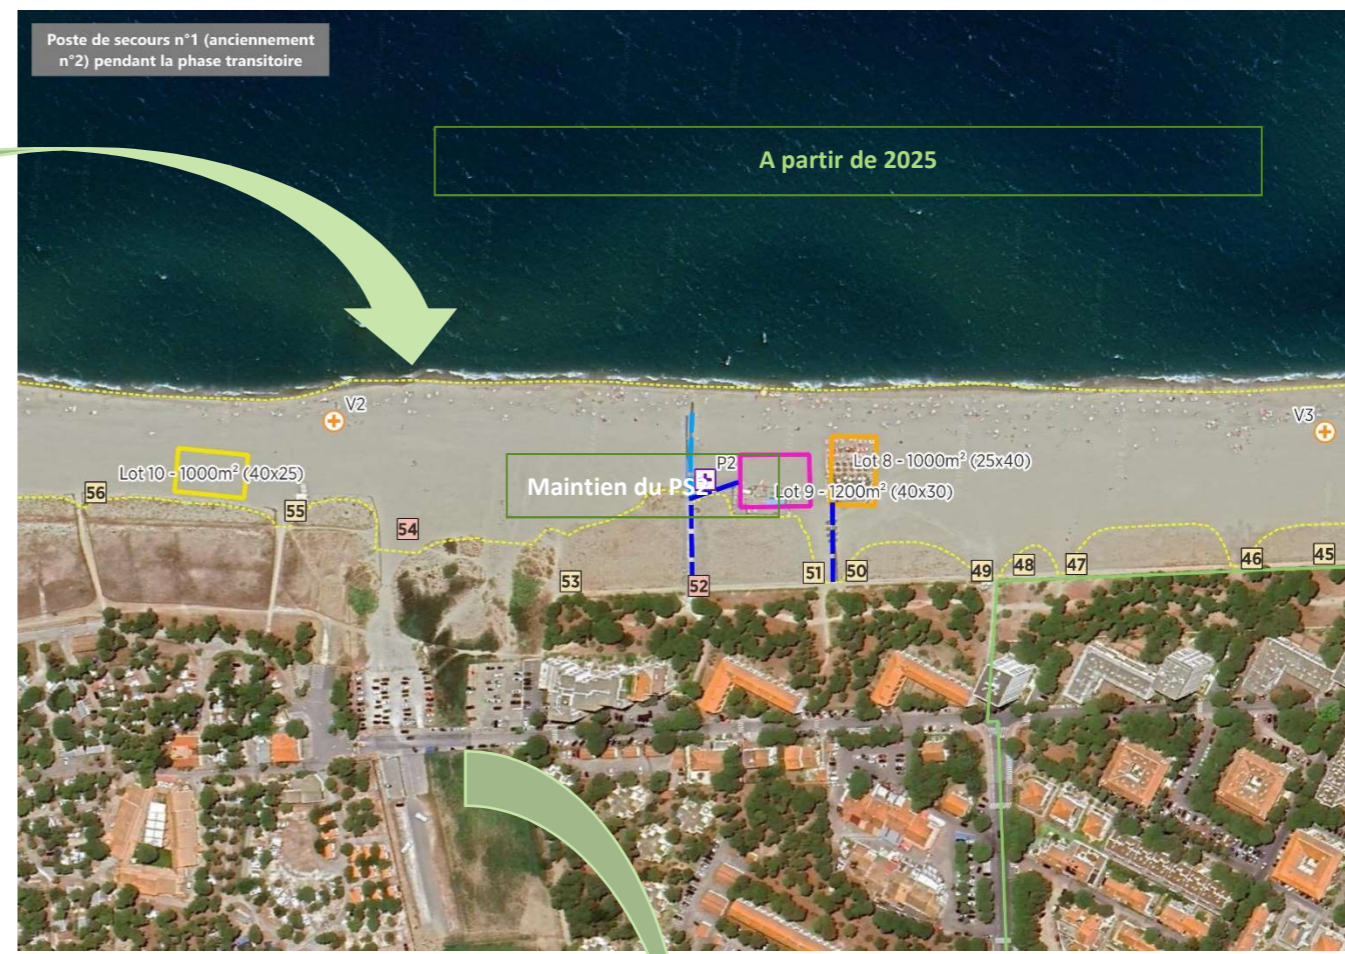 Poste de secours n°1 (anciennement
n°2) pendant la phase transitoire
A partir de 2025
V2
V3
P2
Lot 10 - 1000m² (40x25)
Maintien du PS2
Lot 8 - 1000m² (25x40)
Lot 9 - 1200m² (40x30)
56
55
54
53
52
51
50
49
48
47
46
45